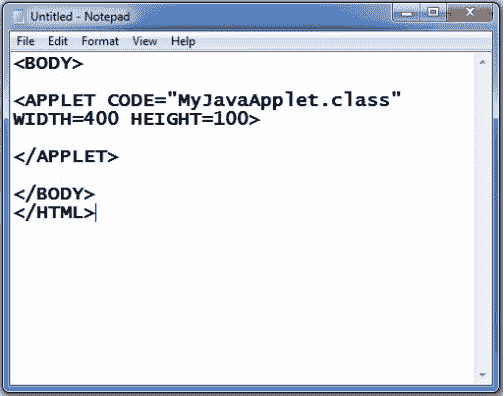 Untitled - Notepad
File Edit Format View Help
<BODY>
<APPLET CODE="MyJavaApplet.class"
WIDTH=400 HEIGHT=100>
</APPLET>
</BODY>
</HTML>